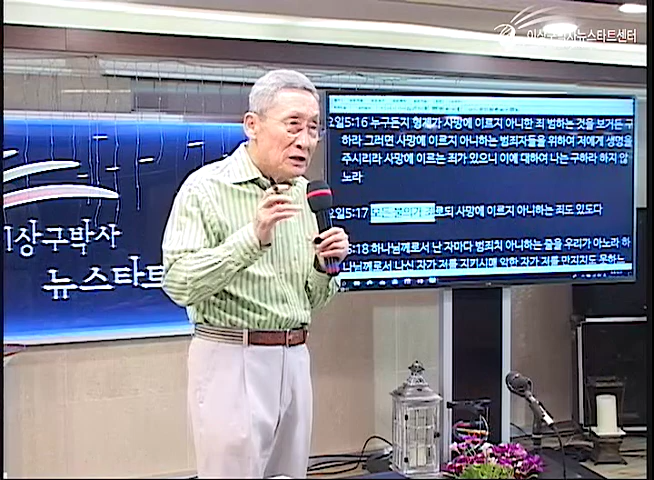 이상구박사뉴스타트센터
요일5:16 누구든지 형제가 사망에 이르지 아니한 죄 범하는 것을 보거든 구
하라 그러면 사망에 이르지 아니하는 범죄자들을 위하여 저에게 생명을
주시리라 사망에 이르는 죄가 있으니 이에 대하여 나는 구하라 하지 않
노라
요일5:17 모든 불의가 죄로되 사망에 이르지 아니하는 죄도 있도다
5:18 하나님께로서 난 자마다 범죄치 아니하는 줄을 우리가 아노라 하
나님께로서 나신 자가 저를 지키시매 악한 자가 저를 만지지도 못하는
이상구박사
뉴스타트